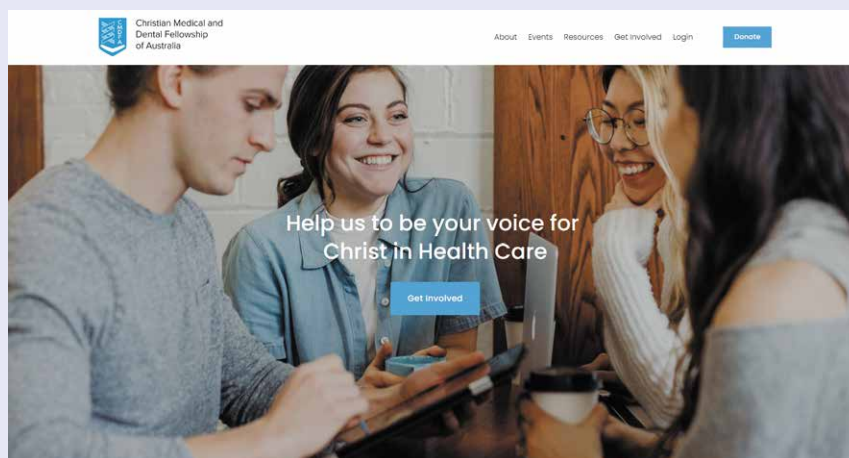 Christian Medical and
Dental Fellowship
of Australia
About Events Resources Get Involved Login Donate
Help us to be your voice for
Christ in Health Care
Get Involved